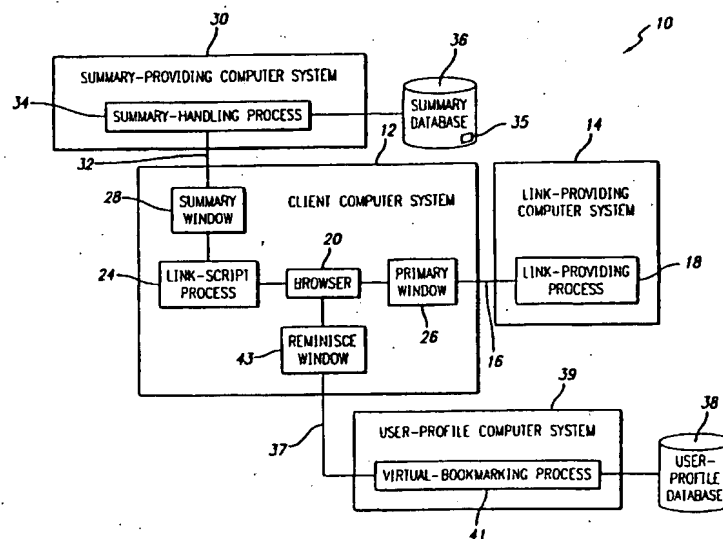 30
36
10
SUMMARY-PROVIDING COMPUTER SYSTEM
34
SUMMARY-HANDLING PROCESS
SUMMARY
DATABASE
35
32
12
14
28
SUMMARY
WINDOW
CLIENT COMPUTER SYSTEM
LINK-PROVIDING
COMPUTER SYSTEM
20
24
LINK-SCRIPT
PROCESS
BROWSER
PRIMARY
WINDOW
LINK-PROVIDING
PROCESS
18
26
16
43
REMINISCE
WINDOW
39
38
37
USER-PROFILE COMPUTER SYSTEM
VIRTUAL-BOOKMARKING PROCESS
USER-
PROFILE
DATABASE
41